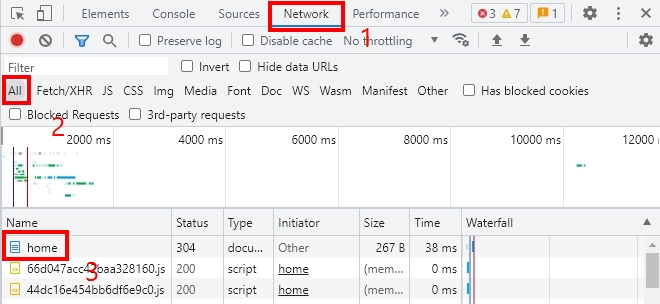 Elements Console Sources Network Performance » 3 7 1
1
Preserve log Disable cache No throttling
Filter Invert Hide data URLs
All Fetch/XHR JS CSS Img Media Font Doc WS Wasm Manifest Other Has blocked cookies
Blocked Requests 3rd-party requests
2
2000 ms 4000 ms 6000 ms 8000 ms 10000 ms 12000
Name Status Type Initiator Size Time Waterfall
home 304 docu... Other 267 B 38 ms
3
66d047acc42baa328160.js 200 script home (mem... 0 ms
44dc16e454bb6df6e9c0.js 200 script home (mem... 0 ms